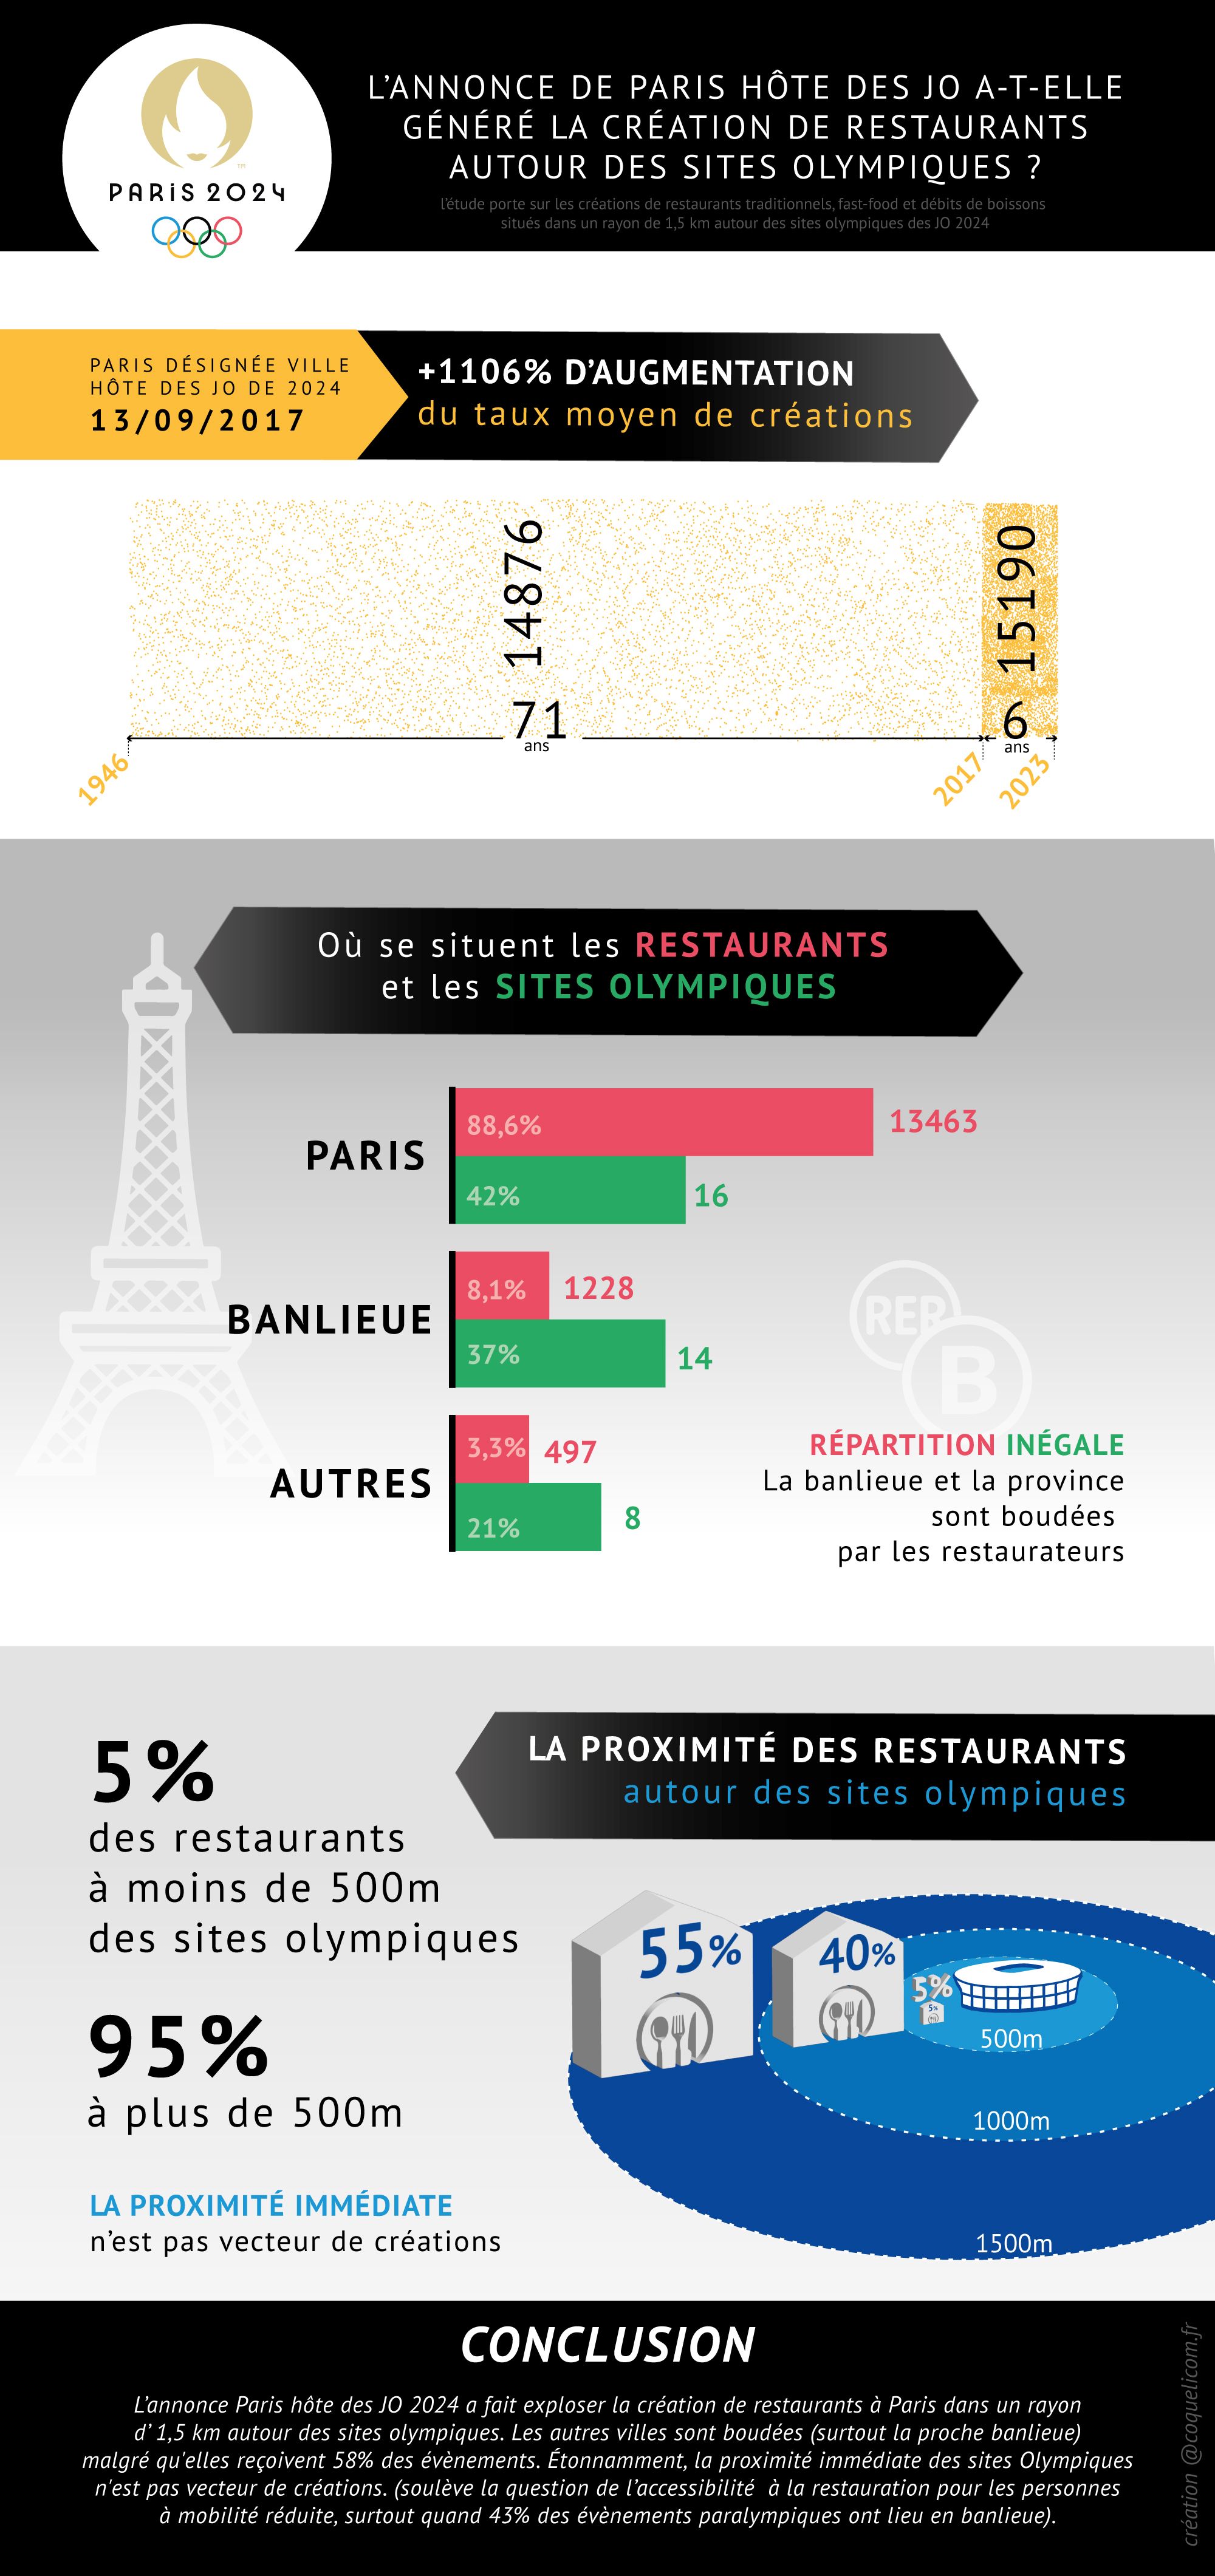 PARIS 2024
L'ANNONCE DE PARIS HÔTE DES JO A-T-ELLE
GÉNÉRÉ LA CRÉATION DE RESTAURANTS
AUTOUR DES SITES OLYMPIQUES ?
l'étude porte sur les créations de restaurants traditionnels, fast-food et débits de boissons
situés dans un rayon de 1,5 km autour des sites olympiques des JO 2024
PARIS DÉSIGNÉE VILLE
HÔTE DES JO DE 2024
13/09/2017
+1106% D'AUGMENTATION
du taux moyen de créations
14876
15190
71
ans
6
ans
1946
2017
2023
Où se situent les RESTAURANTS
et les SITES OLYMPIQUES
PARIS
88,6%
13463
42%
16
BANLIEUE
8,1%
1228
37%
14
AUTRES
3,3%
497
21%
8
RER
B
RÉPARTITION INÉGALE
La banlieue et la province
sont boudées
par les restaurateurs
5%
des restaurants
à moins de 500m
des sites olympiques
95%
à plus de 500m
LA PROXIMITÉ IMMÉDIATE
n'est pas vecteur de créations
LA PROXIMITÉ DES RESTAURANTS
autour des sites olympiques
55%
40%
5%
5%
500m
1000m
1500m
CONCLUSION
L'annonce Paris hôte des JO 2024 a fait exploser la création de restaurants à Paris dans un rayon
d' 1,5 km autour des sites olympiques. Les autres villes sont boudées (surtout la proche banlieue)
malgré qu'elles reçoivent 58% des évènements. Étonnamment, la proximité immédiate des sites Olympiques
n'est pas vecteur de créations. (soulève la question de l'accessibilité à la restauration pour les personnes
à mobilité réduite, surtout quand 43% des évènements paralympiques ont lieu en banlieue).
création @coquelicom.fr